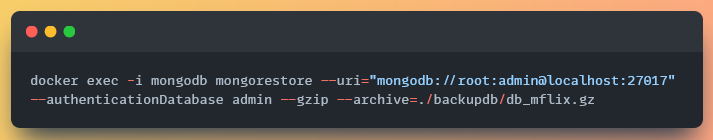 docker exec -i mongodb mongorestore --uri="mongodb://root:admin@localhost:27017"
--authenticationDatabase admin --gzip --archive=./backupdb/db_mflix.gz